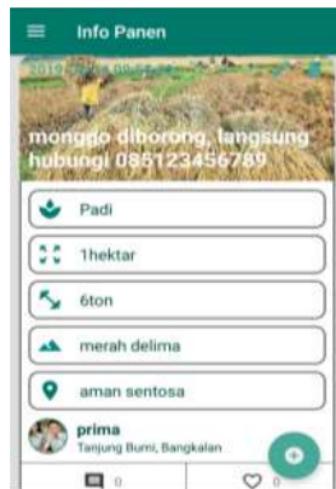 Info Panen
monggo diborong, langsung
hubungi 085123456789
Padi
1hektar
6ton
merah delima
aman sentosa
prima
Tanjung Bumi, Bangkalan
0
0